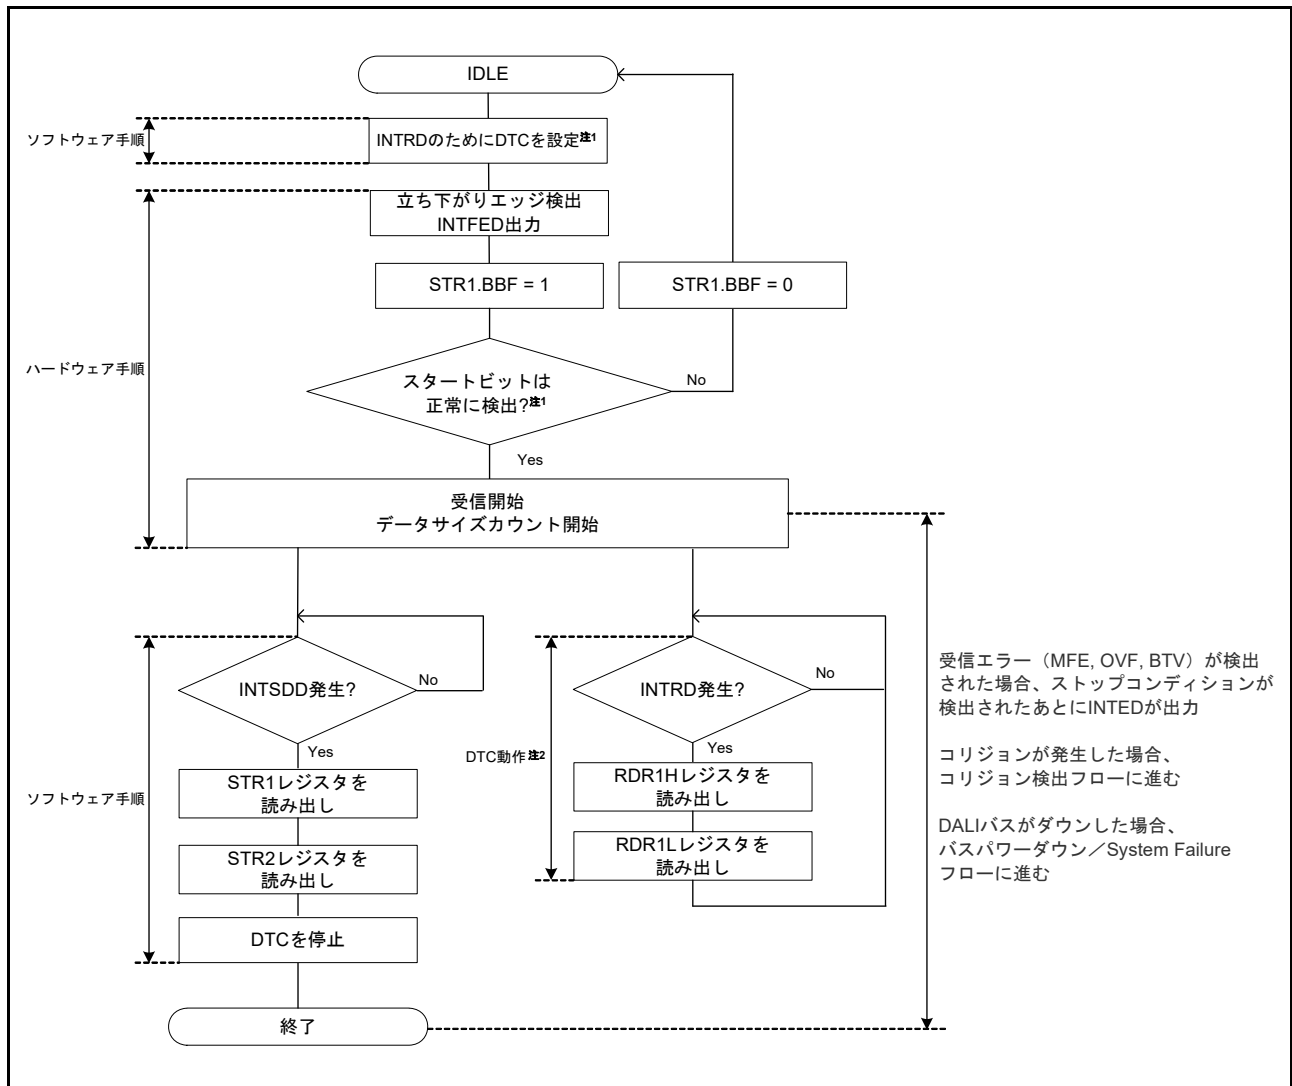 IDLE
ソフトウェア手順
INTRDのためにDTCを設定注1
立ち下がりエッジ検出
INTFED出力
STR1.BBF = 1
STR1.BBF = 0
ハードウェア手順
スタートビットは
正常に検出?注1
No
Yes
受信開始
データサイズカウント開始
INTSDD発生?
No
Yes
INTRD発生?
No
Yes
ソフトウェア手順
STR1レジスタを
読み出し
STR2レジスタを
読み出し
DTCを停止
終了
DTC動作注2
RDR1Hレジスタを
読み出し
RDR1Lレジスタを
読み出し
受信エラー（MFE, OVF, BTV）が検出
された場合、ストップコンディションが
検出されたあとにINTEDが出力
コリジョンが発生した場合、
コリジョン検出フローに進む
DALIバスがダウンした場合、
バスパワーダウン／System Failure
フローに進む